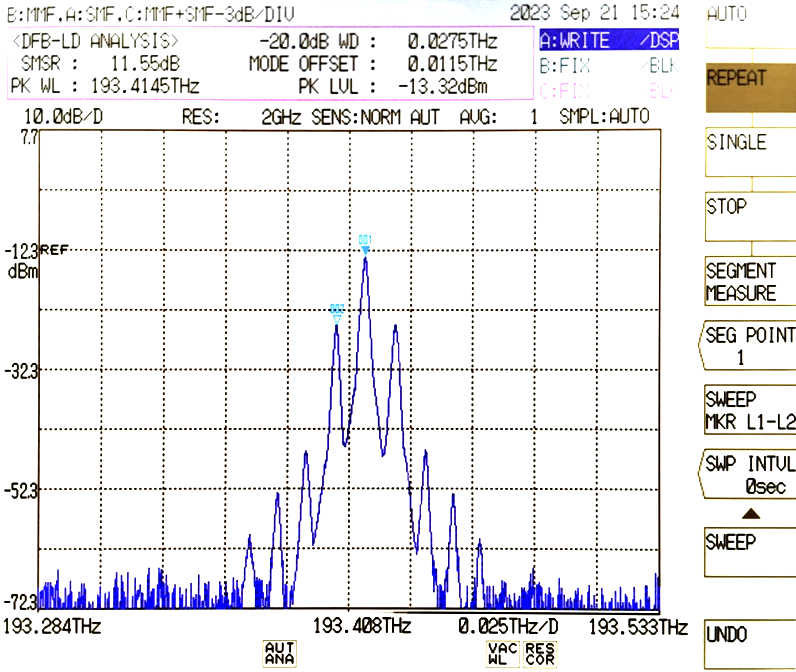 B:MMF,A:SMF,C:MMF+SMF-3dB/DIV 2023 Sep 21 15:24
<DFB-LD ANALYSIS> -20.0dB WD : 0.0275THz
SMSR : 11.55dB MODE OFFSET : 0.0115THz
PK WL : 193.4145THz PK LVL : -13.32dBm
A:WRITE /DSP
B:FIX /BLK
C:FIX BLK
10.0dB/D RES: 2GHz SENS:NORM AUT AVG: 1 SMPL:AUTO
7.7
001
-12.3 REF
dBm
002
-32.3
-52.3
-72.3
193.284THz 193.408THz 0.025THz/D 193.533THz
AUT
ANA
VAC
WL
RES
COR
AUTO
REPEAT
SINGLE
STOP
SEGMENT
MEASURE
SEG POINT
1
SWEEP
MKR L1-L2
SWP INTVL
0sec
SWEEP
UNDO